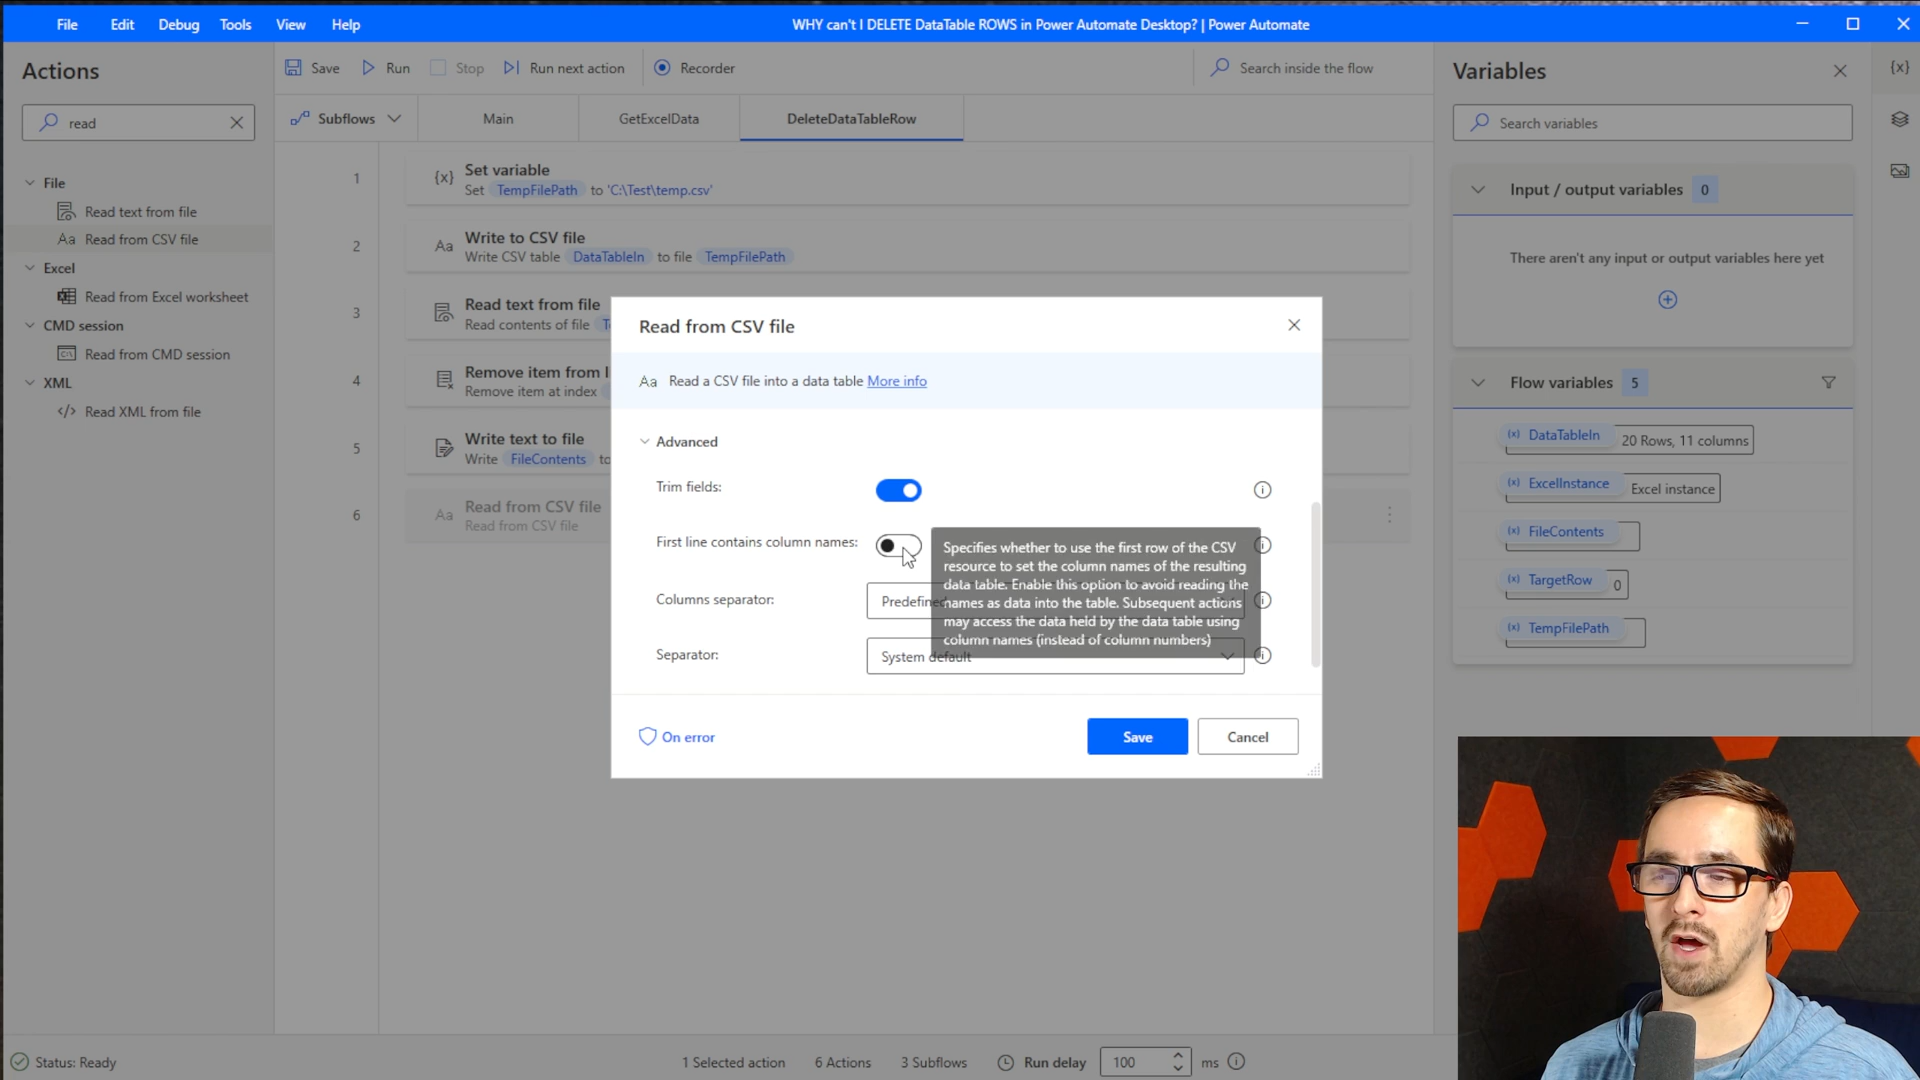 File Edit Debug Tools View Help
WHY can't I DELETE DataTable ROWS in Power Automate Desktop? | Power Automate
Actions
read
File
Read text from file
Aa Read from CSV file
Excel
Read from Excel worksheet
CMD session
Read from CMD session
XML
Read XML from file
Save Run Stop Run next action Recorder
Search inside the flow
Subflows Main GetExcelData DeleteDataTableRow
1 {x} Set variable
Set TempFilePath to 'C:\Test\temp.csv'
2 Aa Write to CSV file
Write CSV table DataTableIn to file TempFilePath
3 Read text from file
Read contents of file
4 Remove item from
Remove item at index
5 Write text to file
Write FileContents to
6 Aa Read from CSV file
Read from CSV file
Read from CSV file
Aa Read a CSV file into a data table More info
Advanced
Trim fields:
First line contains column names:
Specifies whether to use the first row of the CSV
resource to set the column names of the resulting
data table. Enable this option to avoid reading the
names as data into the table. Subsequent actions
may access the data held by the data table using
column names (instead of column numbers)
Columns separator:
Predefined
Separator:
System default
On error
Save
Cancel
Variables
{x}
Search variables
Input / output variables 0
There aren't any input or output variables here yet
Flow variables 5
(x) DataTableIn 20 Rows, 11 columns
(x) ExcelInstance Excel instance
(x) FileContents
(x) TargetRow 0
(x) TempFilePath
Status: Ready
1 Selected action 6 Actions 3 Subflows Run delay 100 ms